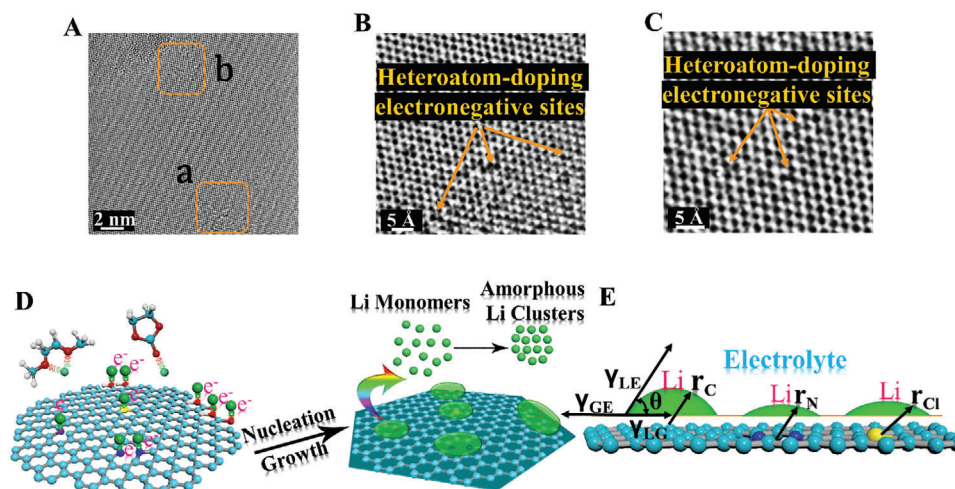 A
b
a
2 nm
B
Heteroatom-doping
electronegative sites
5 Å
C
Heteroatom-doping
electronegative sites
5 Å
D
e⁻
e⁻
e⁻
e⁻
e⁻
e⁻
e⁻
e⁻
e⁻
Nucleation
Growth
Li Monomers
Amorphous
Li Clusters
E
Electrolyte
γLE
Li
rC
γGE
θ
γLG
Li
rN
Li
rCl